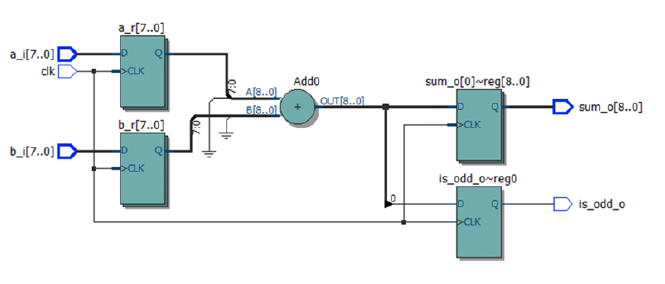 a_r[7..0]
a_i[7..0]
D
Q
clk
CLK
7:0
A[8..0]
B[8..0]
Add0
+
OUT[8..0]
sum_o[0]~reg[8..0]
D
Q
CLK
sum_o[8..0]
b_r[7..0]
b_i[7..0]
D
Q
CLK
7:0
is_odd_o~reg0
0
D
Q
CLK
is_odd_o